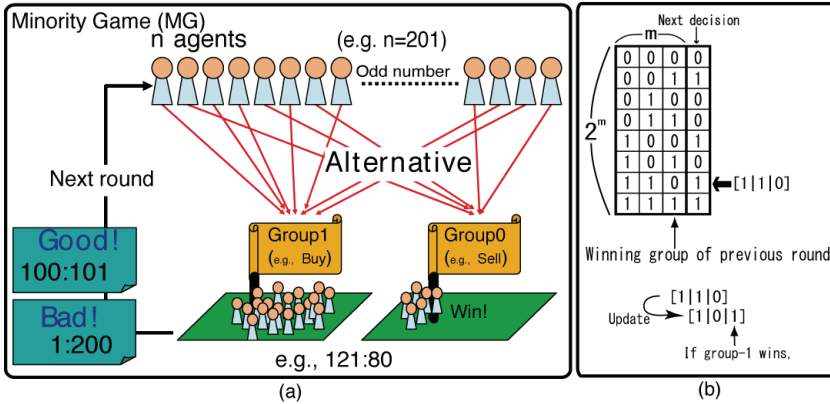 Minority Game (MG)
n agents (e.g. n=201)
Odd number
Alternative
Next round
Good!
100:101
Bad!
1:200
Group1
(e.g., Buy)
Group0
(e.g., Sell)
Win!
e.g., 121:80
(a)
Next decision
m
2^m
0 0 0 0
0 0 1 1
0 1 0 0
0 1 1
1 0 0 1
1 0 1 0
1 1 0 1
1 1 1 1
[1|1|0]
Winning group of previous round
[1|1|0]
Update
[1|0|1]
If group-1 wins.
(b)